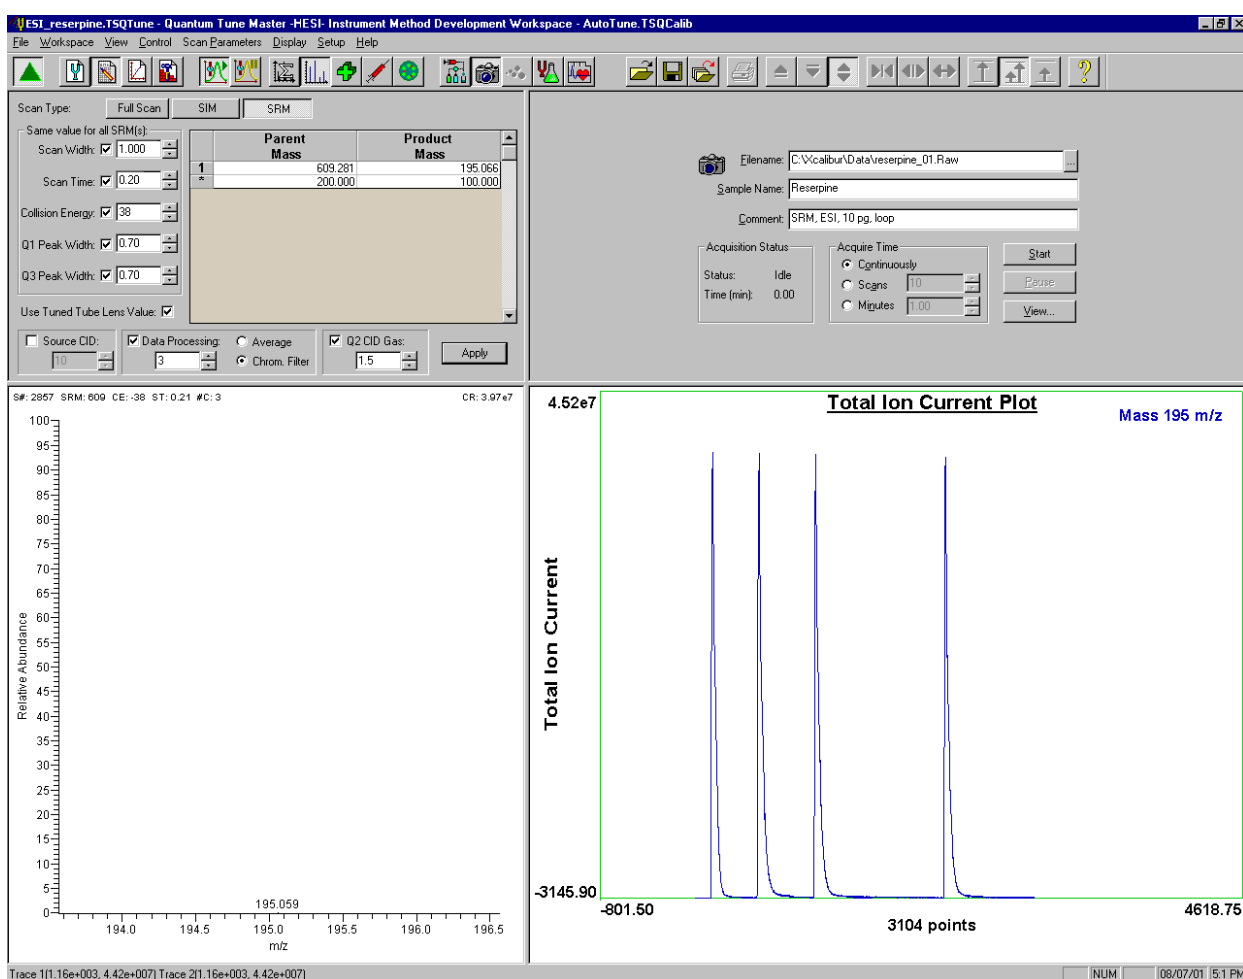 ESI_reserpine.TSQTune - Quantum Tune Master -HESI- Instrument Method Development Workspace - AutoTune.TSQCalib
File Workspace View Control Scan Parameters Display Setup Help
Scan Type: Full Scan SIM SRM
Same value for all SRM(s):
Scan Width: 1.000
Scan Time: 0.20
Collision Energy: 38
Q1 Peak Width: 0.70
Q3 Peak Width: 0.70
Use Tuned Tube Lens Value:
Parent Mass Product Mass
1 609.281 195.066
* 200.000 100.000
Source CID: 10
Data Processing: 3
Average
Chrom. Filter
Q2 CID Gas: 1.5
Apply
Filename: C:\Xcalibur\Data\reserpine_01.Raw ...
Sample Name: Reserpine
Comment: SRM, ESI, 10 pg, loop
Acquisition Status
Status: Idle
Time (min): 0.00
Acquire Time
Continuously
Scans 10
Minutes 1.00
Start
Pause
View...
S#: 2857 SRM: 609 CE: -38 ST: 0.21 #C: 3 CR: 3.97e7
100
95
90
85
80
75
70
65
60
55
50
45
40
35
30
25
20
15
10
5
0
Relative Abundance
195.059
194.0 194.5 195.0 195.5 196.0 196.5
m/z
4.52e7
Total Ion Current Plot
Mass 195 m/z
Total Ion Current
-3145.90
-801.50 4618.75
3104 points
Trace 1(1.16e+003, 4.42e+007) Trace 2(1.16e+003, 4.42e+007) NUM 08/07/01 5:1 PM